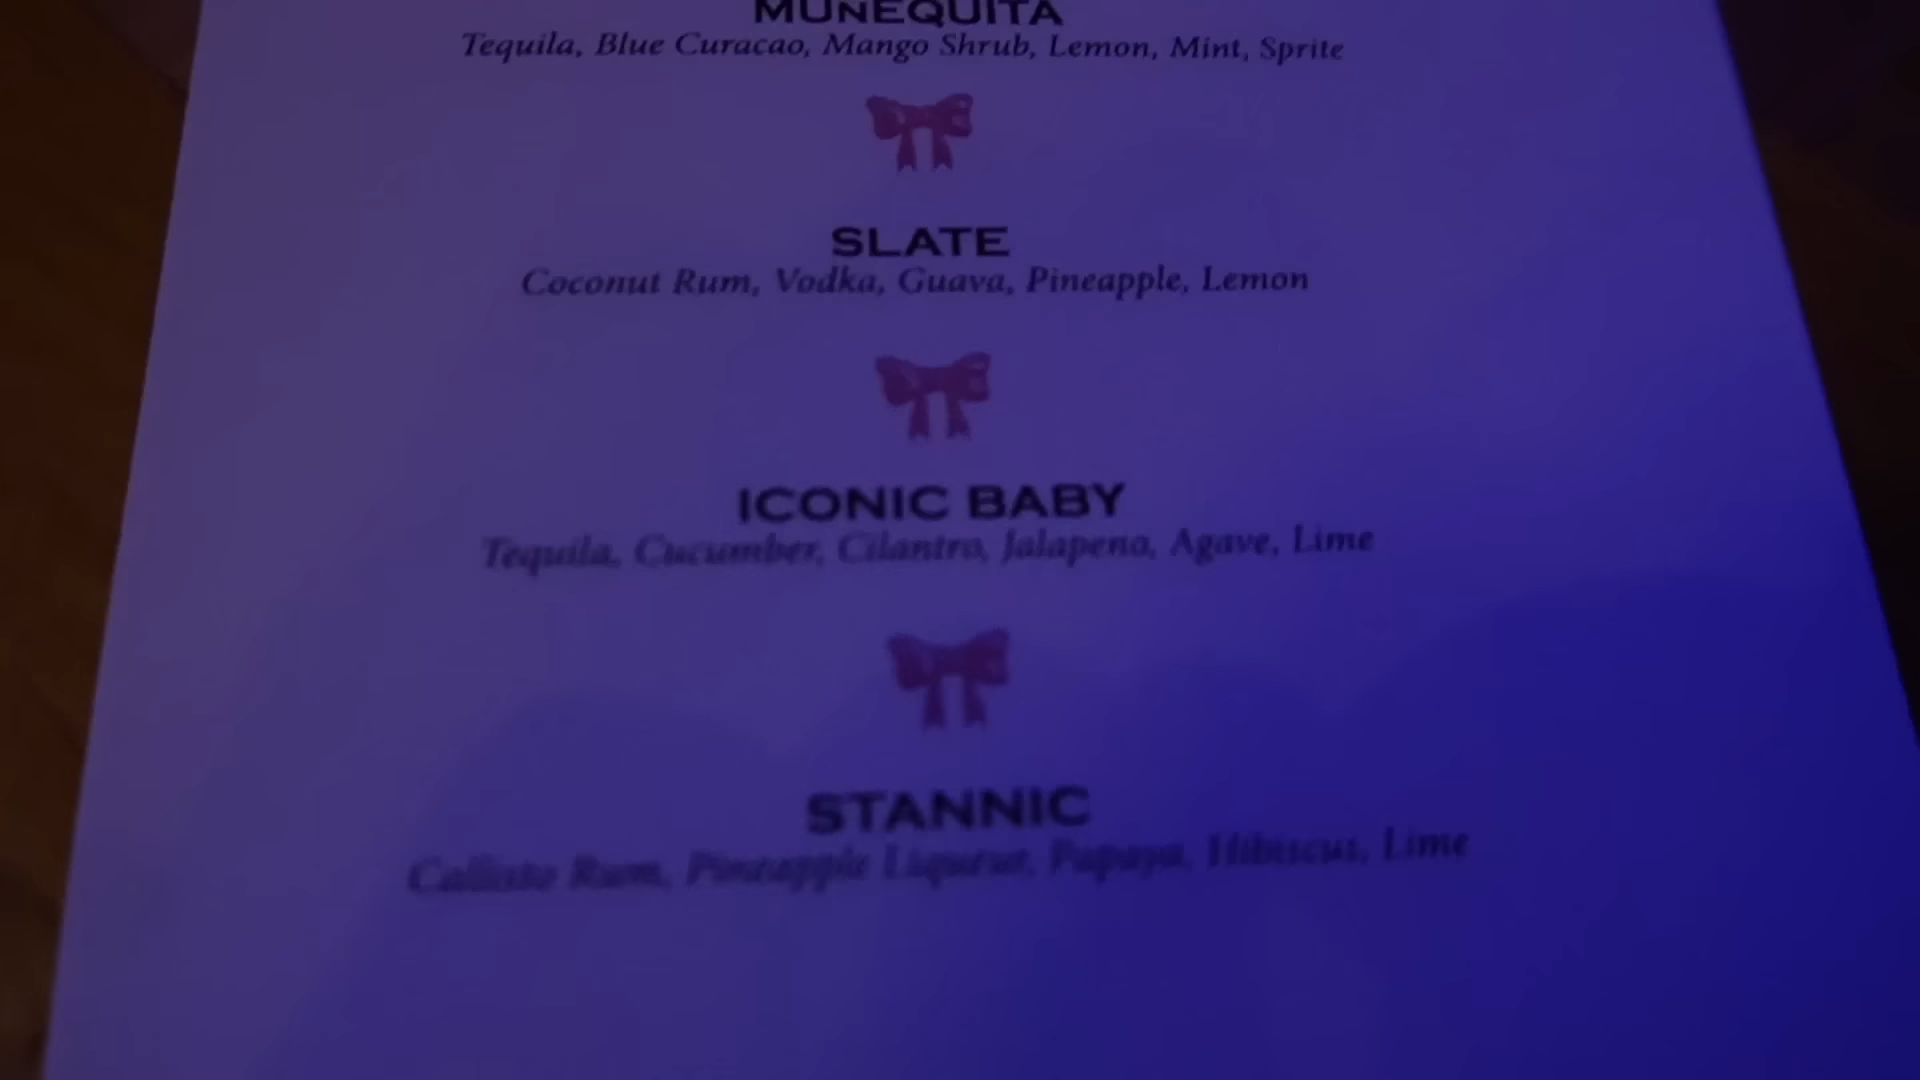 MUNEQUITA
Tequila, Blue Curacao, Mango Shrub, Lemon, Mint, Sprite
SLATE
Coconut Rum, Vodka, Guava, Pineapple, Lemon
ICONIC BABY
Tequila, Cucumber, Cilantro, Jalapeno, Agave, Lime
STANNIC
Callisto Rum, Pineapple Liqueur, Papaya, Hibiscus, Lime